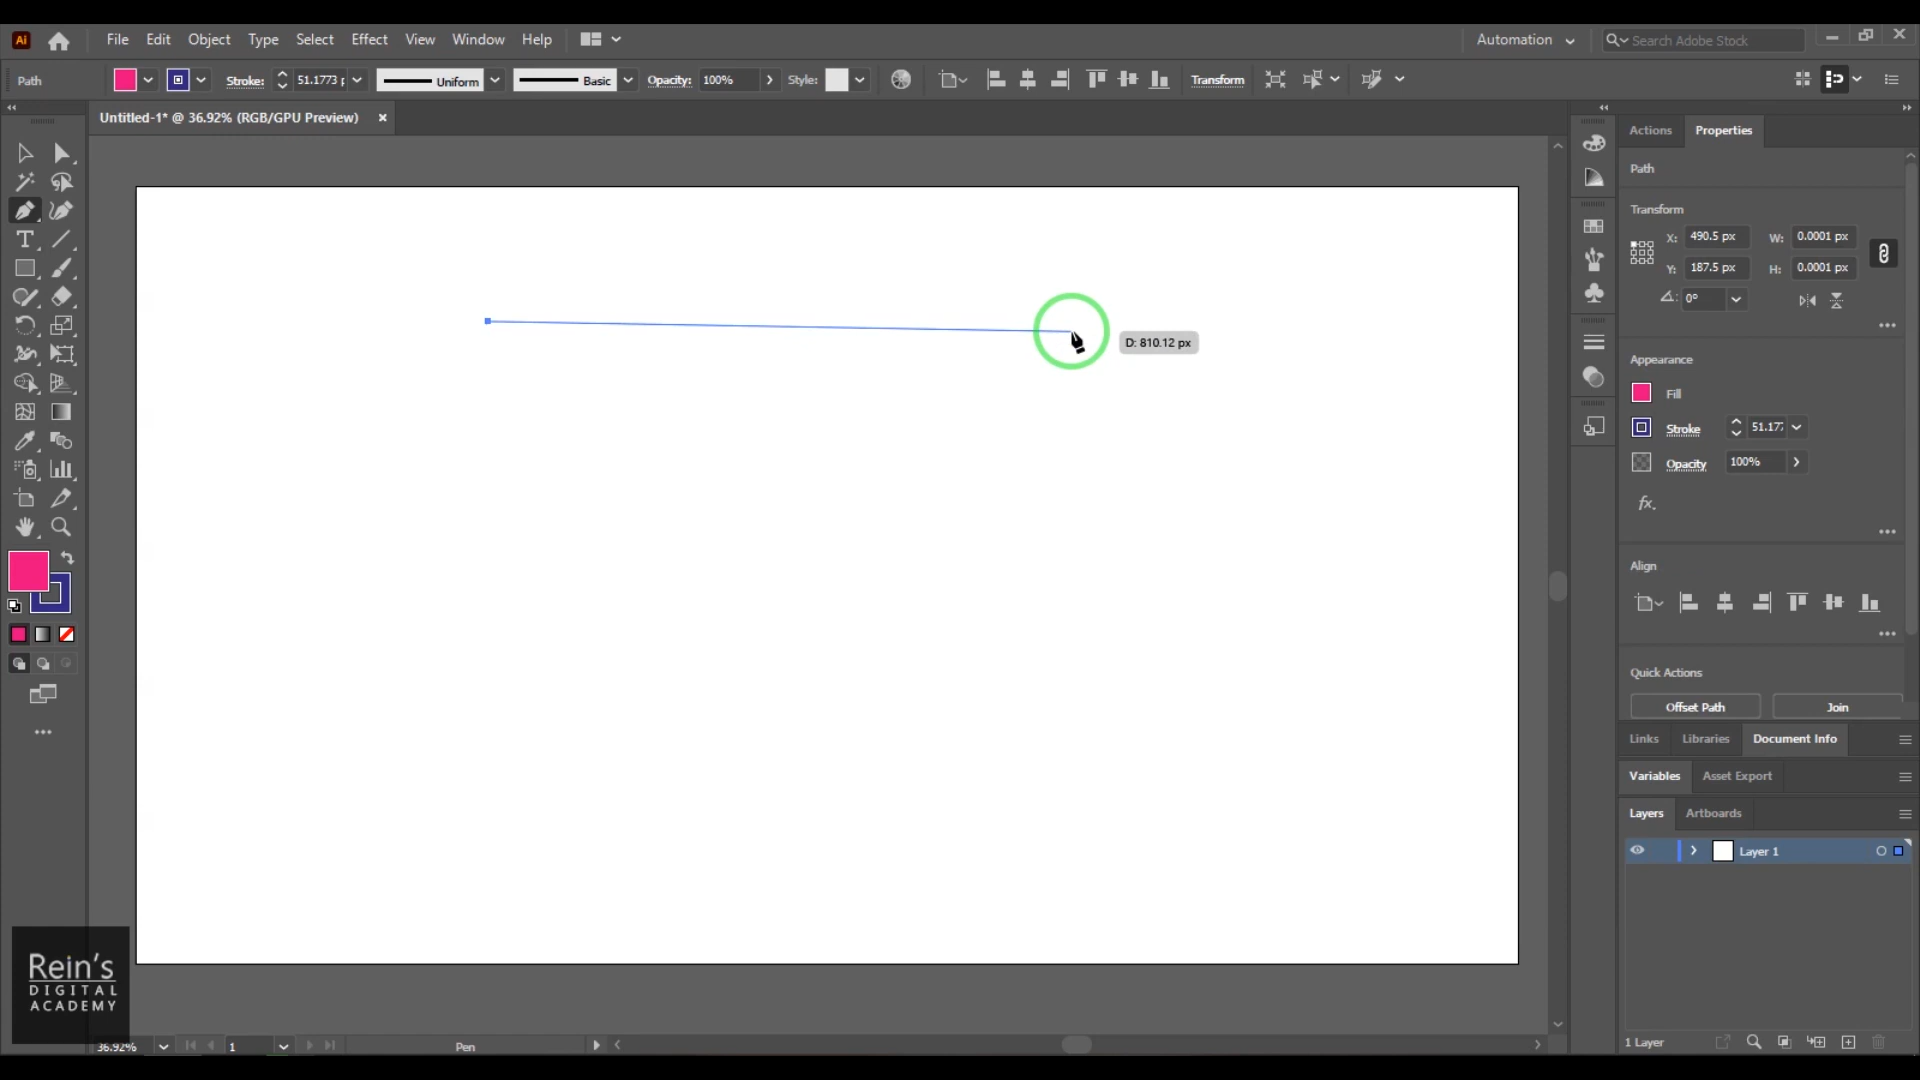 Ai File Edit Object Type Select Effect View Window Help Automation Search Adobe Stock
Path Stroke: 51.1773 p Uniform Basic Opacity: 100% Style: Transform
Untitled-1* @ 36.92% (RGB/GPU Preview)
Actions Properties
Path
Transform
X: 490.5 px W: 0.0001 px
Y: 187.5 px H: 0.0001 px
0°
D: 810.12 px
Appearance
Fill
Stroke 51.177
Opacity 100%
fx
Align
Quick Actions
Offset Path Join
Links Libraries Document Info
Variables Asset Export
Layers Artboards
Layer 1
1 Layer
Rein's
DIGITAL
ACADEMY
36.92% 1 Pen